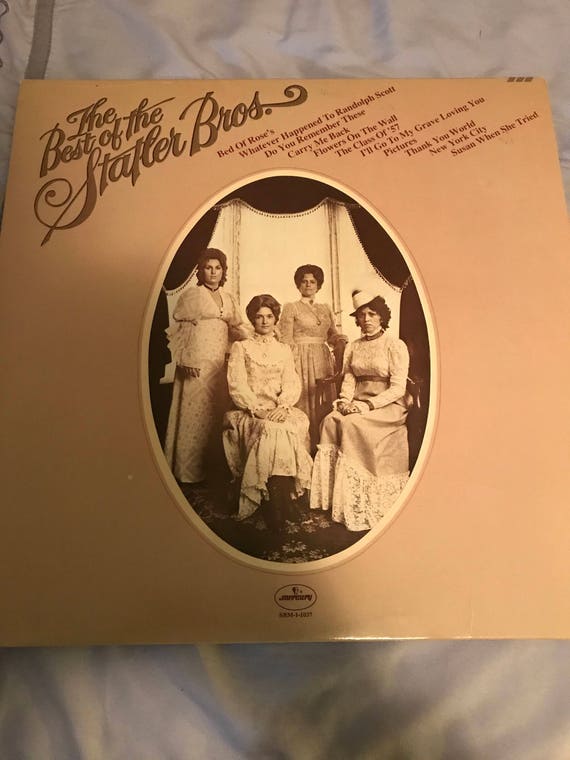 The
Best of the
Statler Bros.
Bed Of Rose's
Whatever Happened To Randolph Scott
Do You Remember These
Carry Me Back
Flowers On The Wall
The Class Of '57
I'll Go To My Grave Loving You
Pictures
Thank You World
New York City
Susan When She Tried
mercury
SRM-1-1037